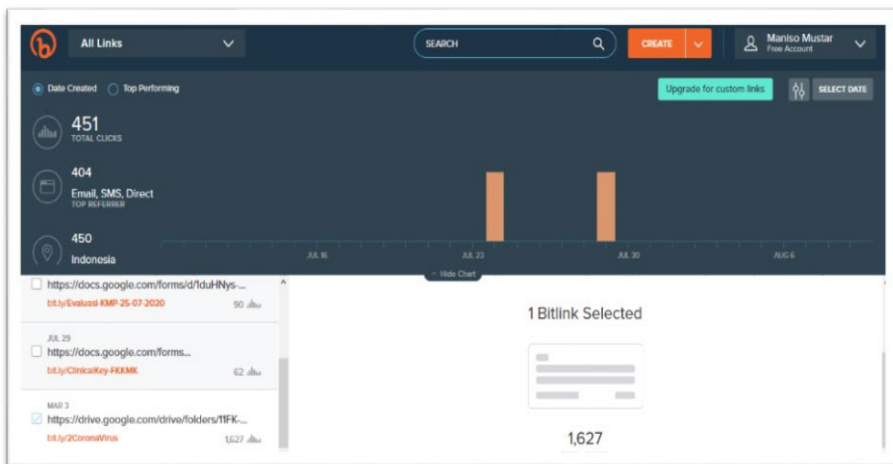 All Links
SEARCH
CREATE
Maniso Mustar
Free Account
Date Created
Top Performing
Upgrade for custom links
SELECT DATE
451
TOTAL CLICKS
404
Email, SMS, Direct
TOP REFERRER
450
Indonesia
JUL 16
JUL 23
JUL 30
AUG 6
Hide Chart
https://docs.google.com/forms/d/1duHNys-...
bit.ly/Evaluasi-KMP-25-07-2020
90
JUL 29
https://docs.google.com/forms...
bit.ly/ClinicalKey-FKKMK
62
MAR 3
https://drive.google.com/drive/folders/11FK-...
bit.ly/2CoronaVirus
1,627
1 Bitlink Selected
1,627